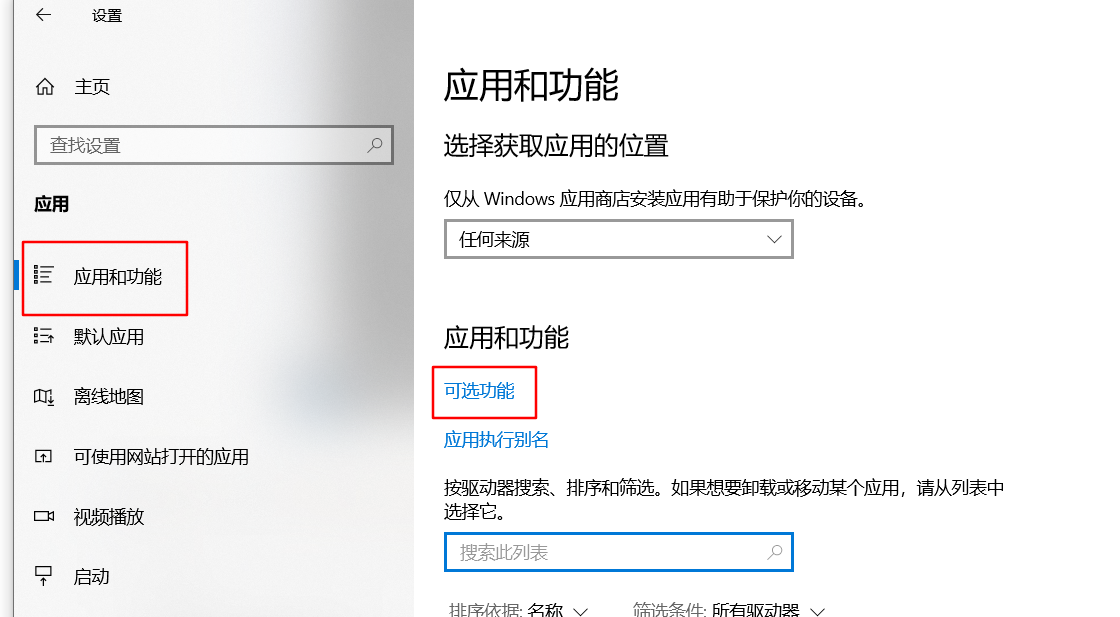 设置
主页
查找设置
应用
应用和功能
默认应用
离线地图
可使用网站打开的应用
视频播放
启动
应用和功能
选择获取应用的位置
仅从 Windows 应用商店安装应用有助于保护你的设备。
任何来源
应用和功能
可选功能
应用执行别名
按驱动器搜索、排序和筛选。如果想要卸载或移动某个应用，请从列表中
选择它。
搜索此列表
排序依据: 名称 筛选条件: 所有驱动器